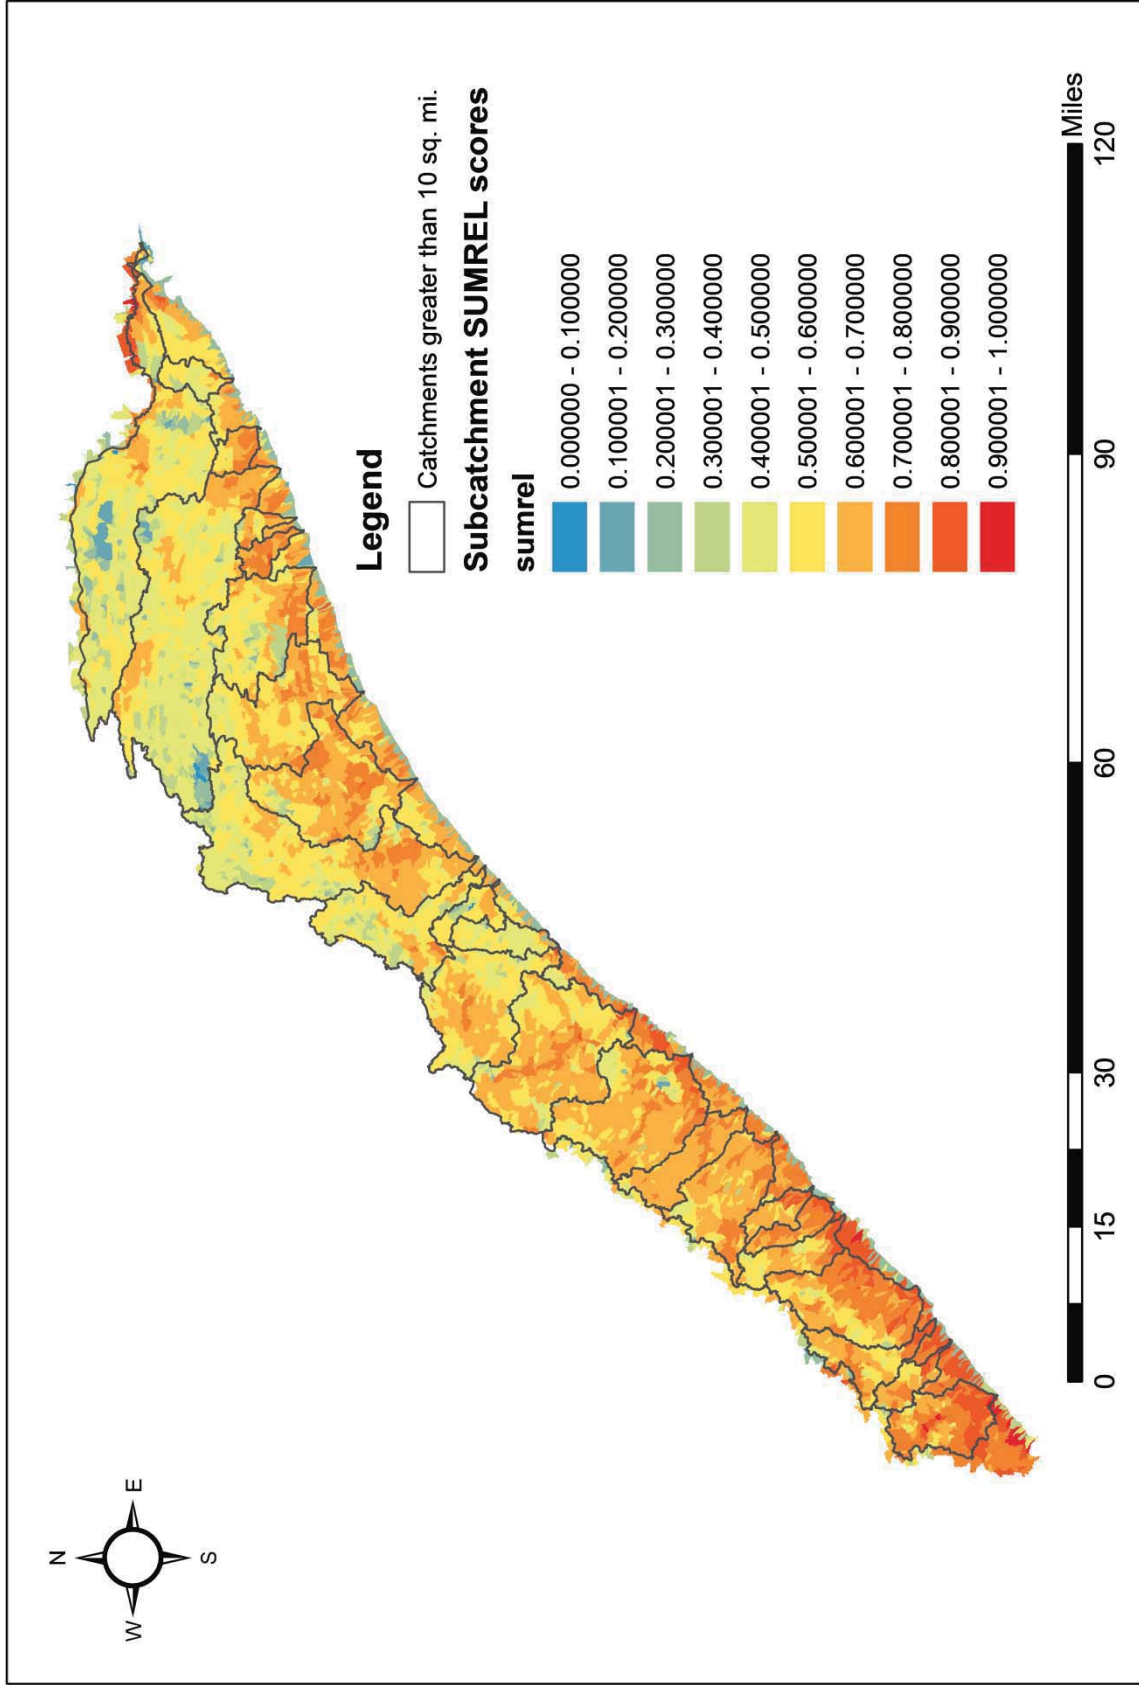 N
W
E
S
Legend
Catchments greater than 10 sq. mi.
Subcatchment SUMREL scores
sumrel
0.000000 - 0.100000
0.100001 - 0.200000
0.200001 - 0.300000
0.300001 - 0.400000
0.400001 - 0.500000
0.500001 - 0.600000
0.600001 - 0.700000
0.700001 - 0.800000
0.800001 - 0.900000
0.900001 - 1.000000
Miles
0 15 30 60 90 120